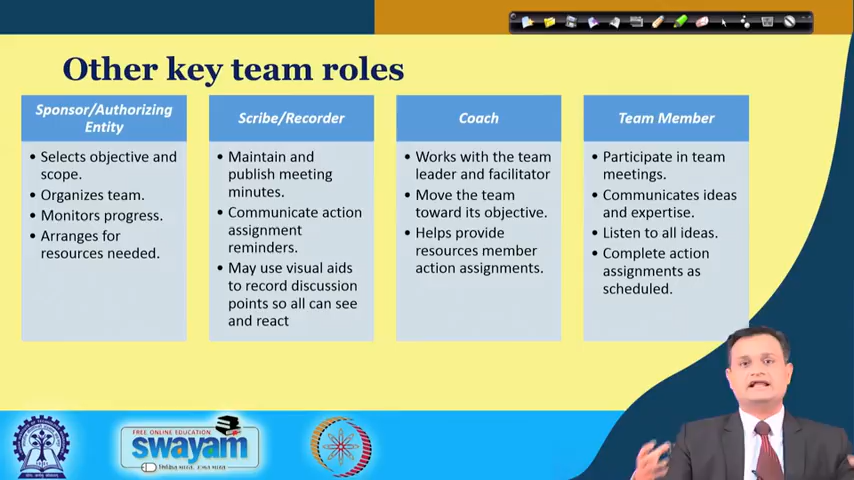 Other key team roles
Sponsor/Authorizing
Entity
• Selects objective and
scope.
• Organizes team.
• Monitors progress.
• Arranges for
resources needed.
Scribe/Recorder
• Maintain and
publish meeting
minutes.
• Communicate action
assignment
reminders.
• May use visual aids
to record discussion
points so all can see
and react
Coach
• Works with the team
leader and facilitator
• Move the team
toward its objective.
• Helps provide
resources member
action assignments.
Team Member
• Participate in team
meetings.
• Communicates ideas
and expertise.
• Listen to all ideas.
• Complete action
assignments as
scheduled.
FREE ONLINE EDUCATION
swayam